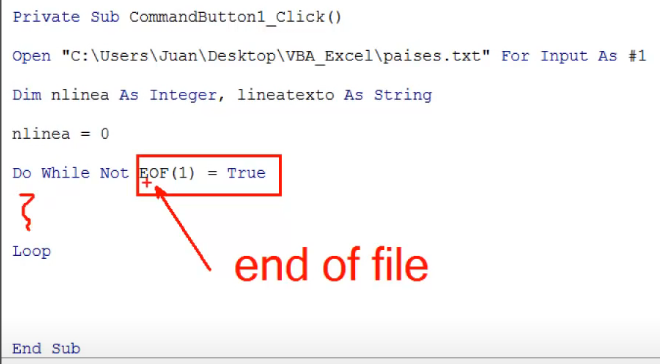 Private Sub CommandButton1_Click()
Open "C:\Users\Juan\Desktop\VBA_Excel\paises.txt" For Input As #1
Dim nlinea As Integer, lineatexto As String
nlinea = 0
Do While Not EOF(1) = True
Loop
end of file
End Sub